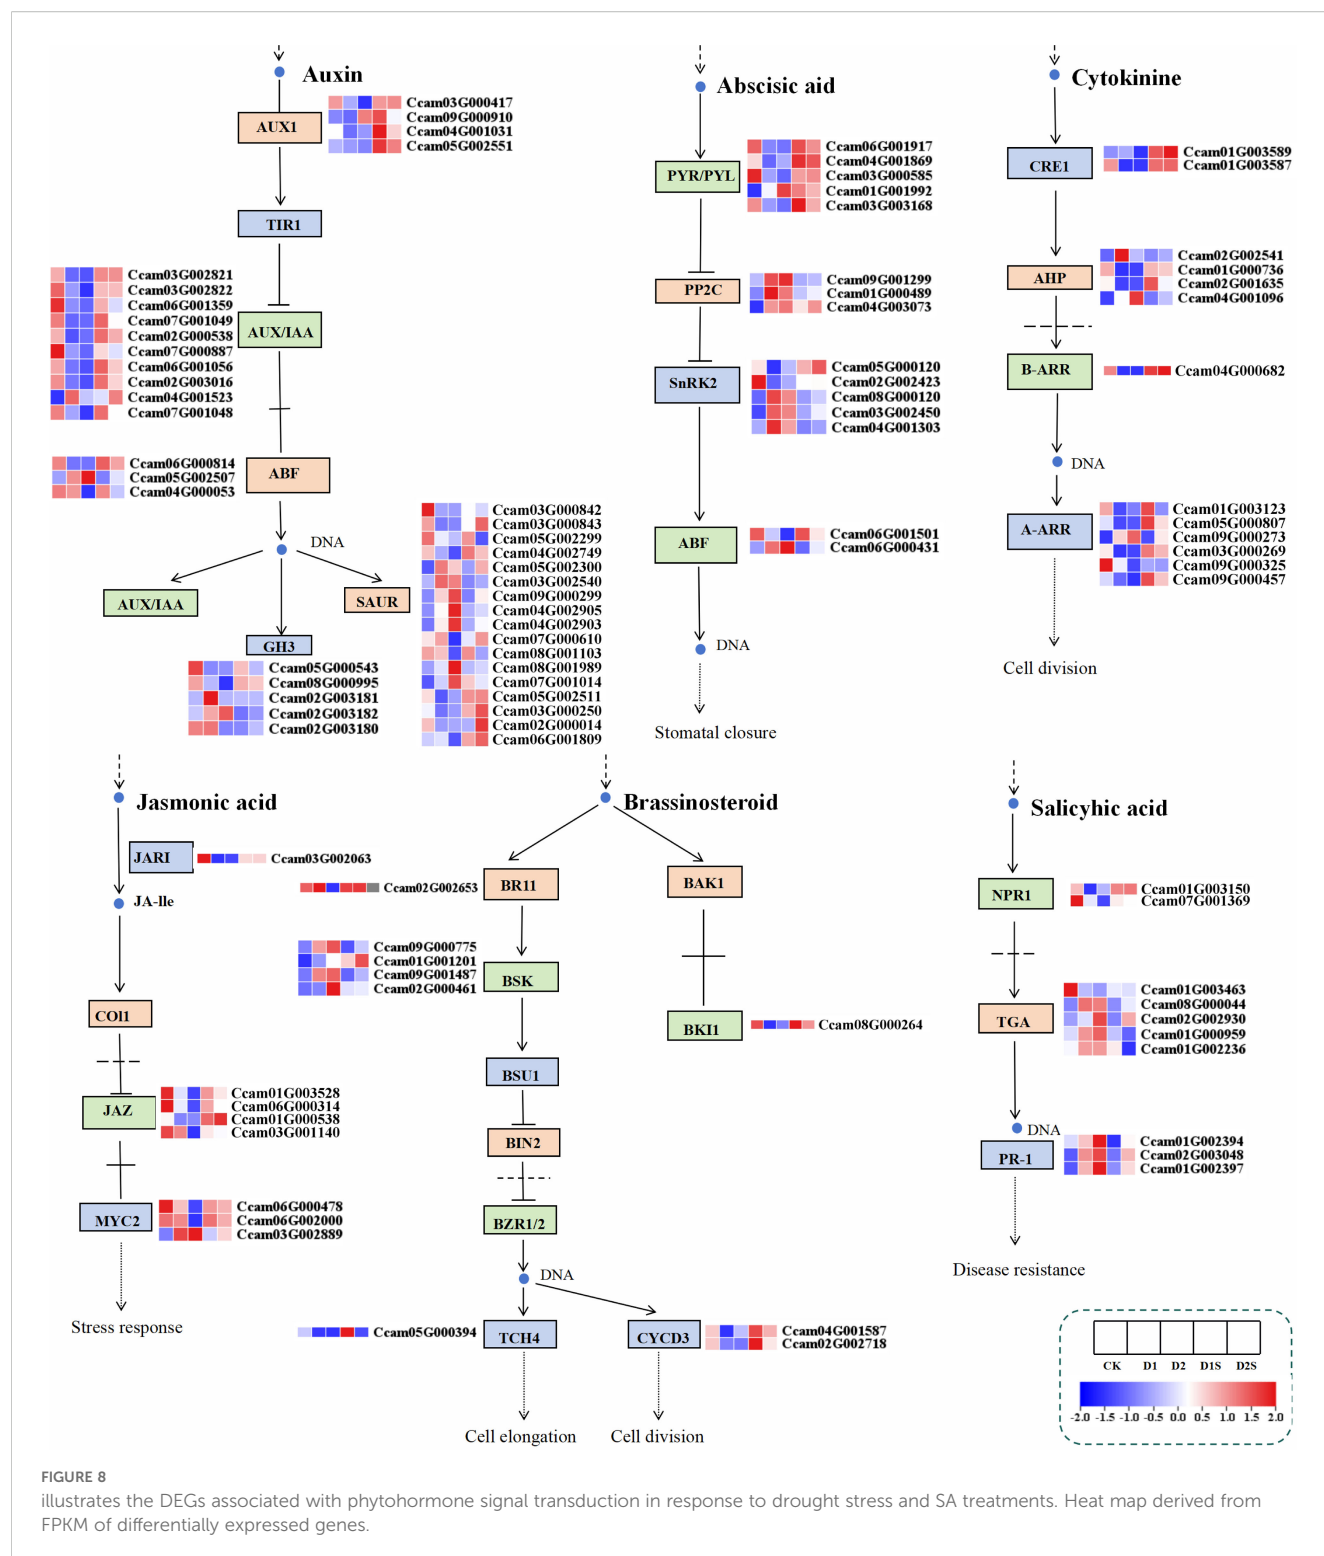 Auxin
AUX1
Ccam03G000417
Ccam09G000910
Ccam04G001031
Ccam05G002551
TIR1
Ccam03G002821
Ccam03G002822
Ccam06G001359
Ccam07G001049
Ccam02G000538
Ccam07G000887
Ccam06G001056
Ccam02G003016
Ccam04G001523
Ccam07G001048
AUX/IAA
Ccam06G000814
Ccam05G002507
Ccam04G000053
ABF
DNA
AUX/IAA
SAUR
GH3
Ccam05G000543
Ccam08G000995
Ccam02G003181
Ccam02G003182
Ccam02G003180
Ccam03G000842
Ccam03G000843
Ccam05G002299
Ccam04G002749
Ccam05G002300
Ccam03G002540
Ccam09G000299
Ccam04G002905
Ccam04G002903
Ccam07G000610
Ccam08G001103
Ccam08G001989
Ccam07G001014
Ccam05G002511
Ccam03G000250
Ccam02G000014
Ccam06G001809
Abscisic aid
PYR/PYL
Ccam06G001917
Ccam04G001869
Ccam03G000585
Ccam01G001992
Ccam03G003168
PP2C
Ccam09G001299
Ccam01G000489
Ccam04G003073
SnRK2
Ccam05G000120
Ccam02G002423
Ccam08G000120
Ccam03G002450
Ccam04G001303
ABF
Ccam06G001501
Ccam06G000431
DNA
Stomatal closure
Cytokinine
CRE1
Ccam01G003589
Ccam01G003587
AHP
Ccam02G002541
Ccam01G000736
Ccam02G001635
Ccam04G001096
B-ARR
Ccam04G000682
DNA
A-ARR
Ccam01G003123
Ccam05G000807
Ccam09G000273
Ccam03G000269
Ccam09G000325
Ccam09G000457
Cell division
Jasmonic acid
JARI
Ccam03G002063
JA-lle
COl1
JAZ
Ccam01G003528
Ccam06G000314
Ccam01G000538
Ccam03G001140
MYC2
Ccam06G000478
Ccam06G002000
Ccam03G002889
Stress response
Brassinosteroid
Ccam02G002653
BR11
BAK1
Ccam09G000775
Ccam01G001201
Ccam09G001487
Ccam02G000461
BSK
BKI1
Ccam08G000264
BSU1
BIN2
BZR1/2
DNA
Ccam05G000394
TCH4
CYCD3
Ccam04G001587
Ccam02G002718
Cell elongation
Cell division
Salicyhic acid
NPR1
Ccam01G003150
Ccam07G001369
TGA
Ccam01G003463
Ccam08G000044
Ccam02G002930
Ccam01G000959
Ccam01G002236
DNA
PR-1
Ccam01G002394
Ccam02G003048
Ccam01G002397
Disease resistance
CK D1 D2 D1S D2S
-2.0 -1.5 -1.0 -0.5 0.0 0.5 1.0 1.5 2.0
FIGURE 8
illustrates the DEGs associated with phytohormone signal transduction in response to drought stress and SA treatments. Heat map derived from
FPKM of differentially expressed genes.